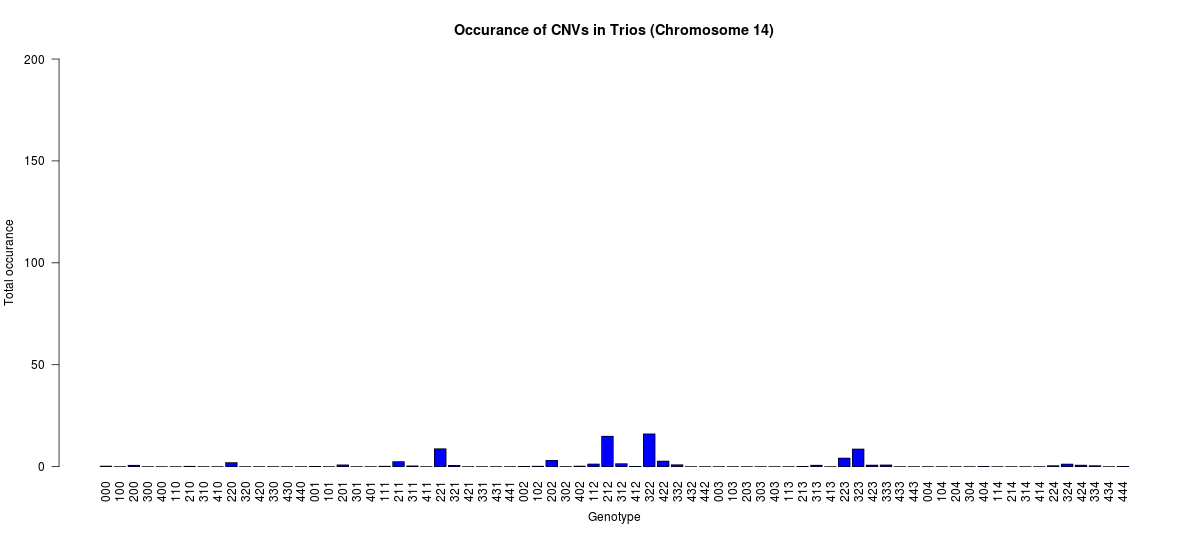 Occurance of CNVs in Trios (Chromosome 14)
Total occurance
200
150
100
50
0
000 100 200 300 400 110 210 310 410 220 320 420 330 430 440 001 101 201 301 401 111 211 311 411 221 321 421 331 431 441 002 102 202 302 402 112 212 312 412 322 422 332 432 442 003 103 203 303 403 113 213 313 413 223 323 423 333 433 443 004 104 204 304 404 114 214 314 414 224 324 424 334 434 444
Genotype